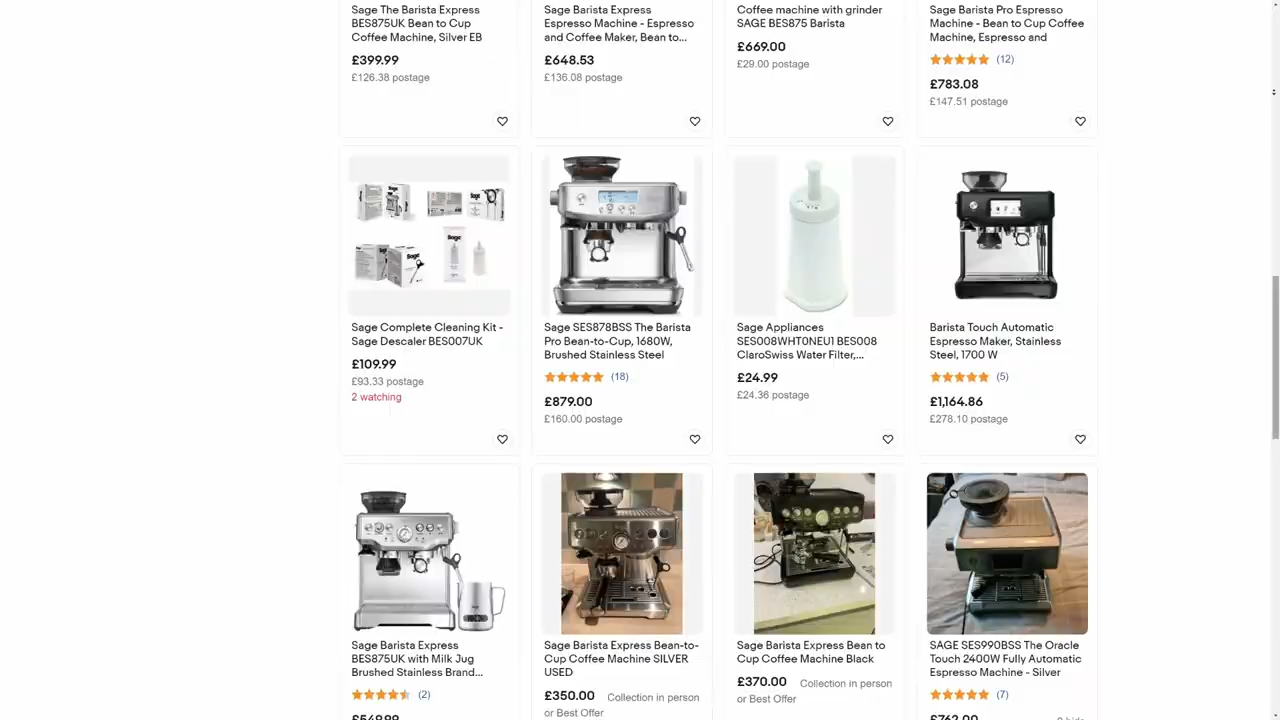 Sage The Barista Express
BES875UK Bean to Cup
Coffee Machine, Silver EB
£399.99
£126.38 postage
Sage Barista Express
Espresso Machine - Espresso
and Coffee Maker, Bean to...
£648.53
£136.08 postage
Coffee machine with grinder
SAGE BES875 Barista
£669.00
£29.00 postage
Sage Barista Pro Espresso
Machine - Bean to Cup Coffee
Machine, Espresso and
(12)
£783.08
£147.51 postage
Sage
Sage
Sage
Sage Complete Cleaning Kit -
Sage Descaler BES007UK
£109.99
£93.33 postage
2 watching
Sage SES878BSS The Barista
Pro Bean-to-Cup, 1680W,
Brushed Stainless Steel
(18)
£879.00
£160.00 postage
Sage Appliances
SES008WHT0NEU1 BES008
ClaroSwiss Water Filter,...
£24.99
£24.36 postage
Barista Touch Automatic
Espresso Maker, Stainless
Steel, 1700 W
(5)
£1,164.86
£278.10 postage
Sage Barista Express
BES875UK with Milk Jug
Brushed Stainless Brand...
(2)
£549.99
Sage Barista Express Bean-to-
Cup Coffee Machine SILVER
USED
£350.00 Collection in person
or Best Offer
Sage Barista Express Bean to
Cup Coffee Machine Black
£370.00 Collection in person
or Best Offer
SAGE SES990BSS The Oracle
Touch 2400W Fully Automatic
Espresso Machine - Silver
(7)
£762.00